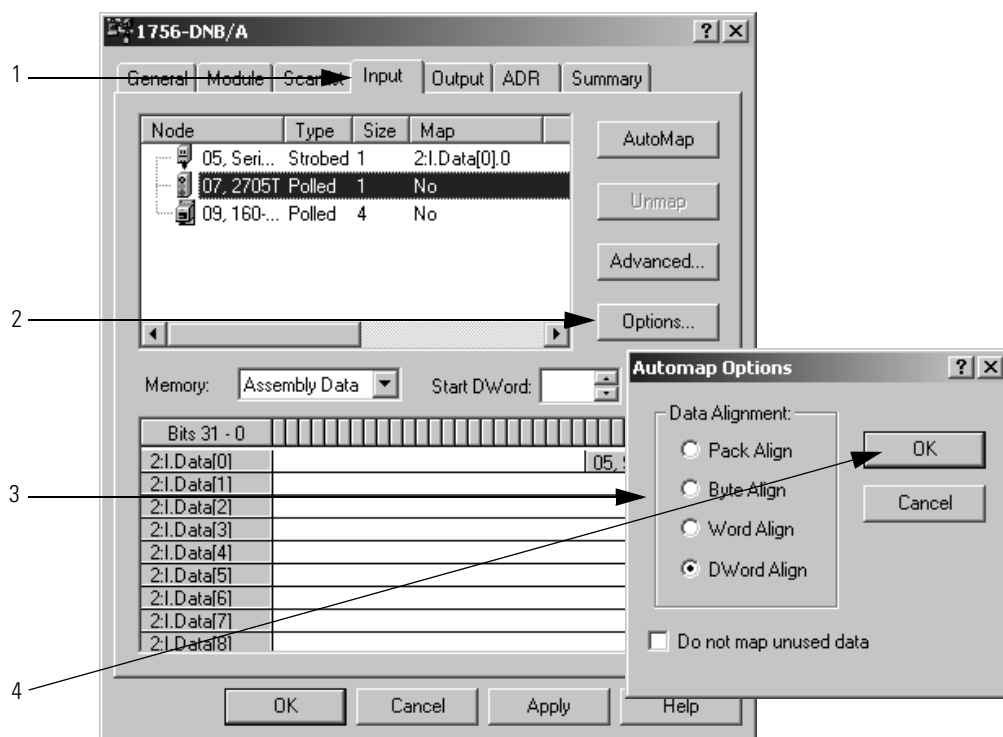 1756-DNB/A
1
General Module Scanlist Input Output ADR Summary
Node Type Size Map
AutoMap
05, Seri... Strobed 1 2:I.Data[0].0
07, 2705T Polled 1 No
Unmap
09, 160-... Polled 4 No
Advanced...
2
Options...
Automap Options
Memory: Assembly Data Start DWord:
Data Alignment:
Bits 31 - 0
Pack Align OK
2:I.Data[0] 05,
2:I.Data[1]
3
Byte Align Cancel
2:I.Data[2]
2:I.Data[3]
Word Align
2:I.Data[4]
2:I.Data[5]
DWord Align
2:I.Data[6]
2:I.Data[7]
2:I.Data[8]
Do not map unused data
4
OK Cancel Apply Help